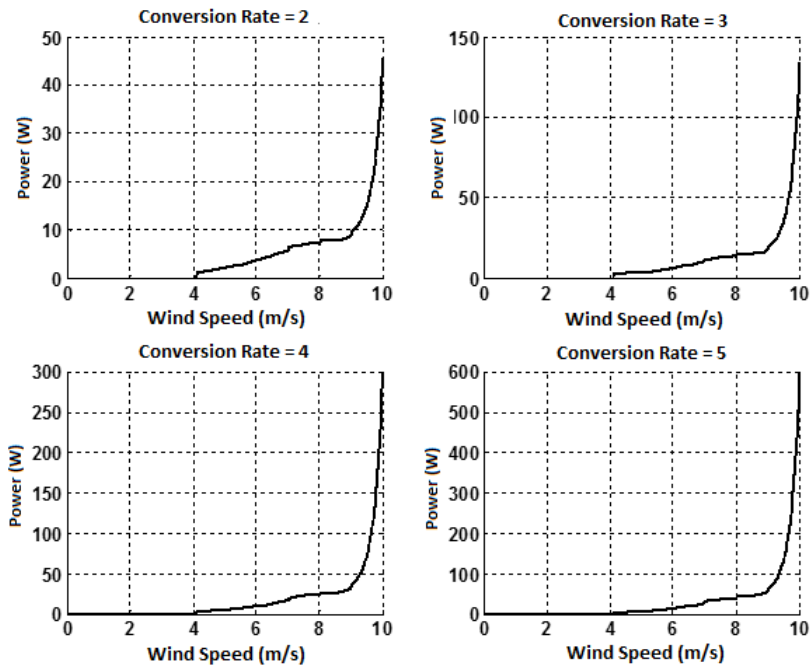 Conversion Rate = 2
Power (W)
50
40
30
20
10
0
0 2 4 6 8 10
Wind Speed (m/s)
Conversion Rate = 3
Power (W)
150
100
50
0
0 2 4 6 8 10
Wind Speed (m/s)
Conversion Rate = 4
Power (W)
300
250
200
150
100
50
0
0 2 4 6 8 10
Wind Speed (m/s)
Conversion Rate = 5
Power (W)
600
500
400
300
200
100
0
0 2 4 6 8 10
Wind Speed (m/s)